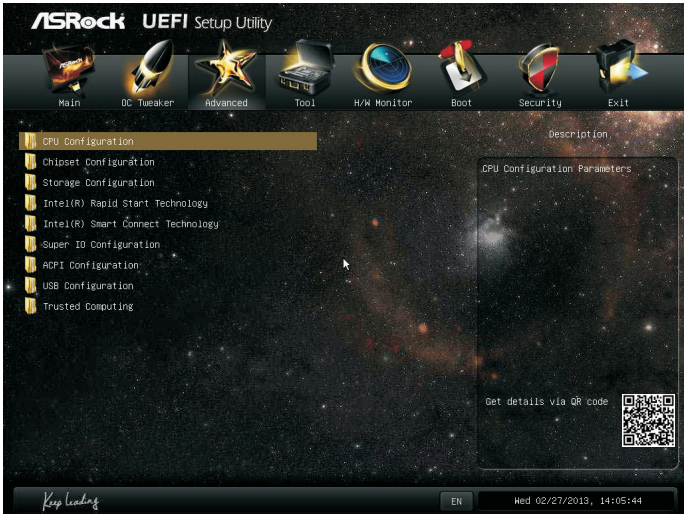 ASRock UEFI Setup Utility
Main OC Tweaker Advanced Tool H/W Monitor Boot Security Exit
CPU Configuration
Chipset Configuration
Storage Configuration
Intel(R) Rapid Start Technology
Intel(R) Smart Connect Technology
Super IO Configuration
ACPI Configuration
USB Configuration
Trusted Computing
Description
CPU Configuration Parameters
Get details via QR code
Keep Leading
EN
Wed 02/27/2013, 14:05:44